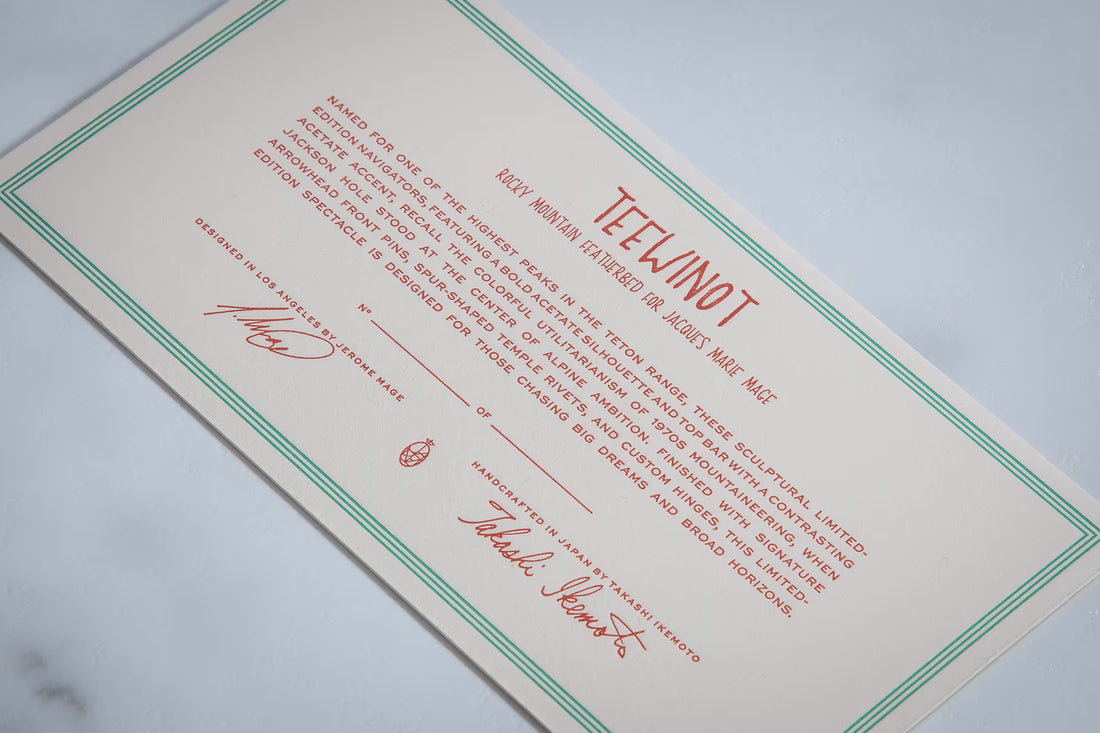 TEEWINOT
ROCKY MOUNTAIN FEATHERBED FOR JACQUES MARIE MAGE
NAMED FOR ONE OF THE HIGHEST PEAKS IN THE TETON RANGE, THESE SCULPTURAL LIMITED-
EDITION NAVIGATORS, FEATURING A BOLD ACETATE SILHOUETTE AND TOP BAR WITH A CONTRASTING
ACETATE ACCENT, RECALL THE COLORFUL UTILITARIANISM OF 1970S MOUNTAINEERING, WHEN
JACKSON HOLE STOOD AT THE CENTER OF ALPINE AMBITION. FINISHED WITH SIGNATURE
ARROWHEAD FRONT PINS, SPUR-SHAPED TEMPLE RIVETS, AND CUSTOM HINGES, THIS LIMITED-
EDITION SPECTACLE IS DESIGNED FOR THOSE CHASING BIG DREAMS AND BROAD HORIZONS.
Nº ____ OF ____
DESIGNED IN LOS ANGELES BY JEROME MAGE
HANDCRAFTED IN JAPAN BY TAKASHI IKEMOTO
Takashi Ikemoto